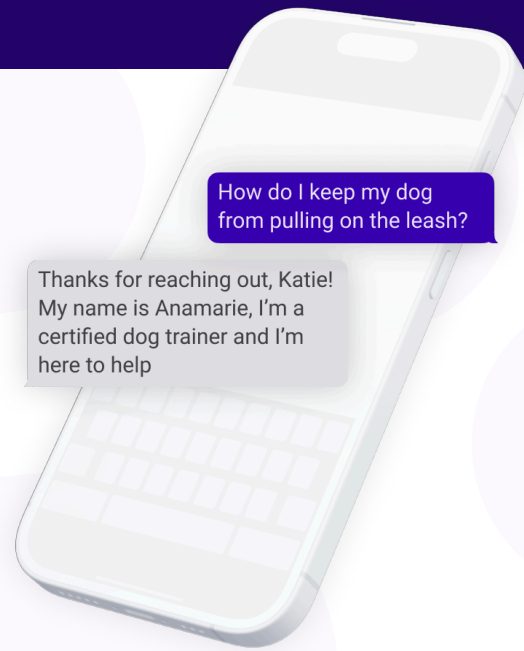 How do I keep my dog
from pulling on the leash?
Thanks for reaching out, Katie!
My name is Anamarie, I’m a
certified dog trainer and I’m
here to help